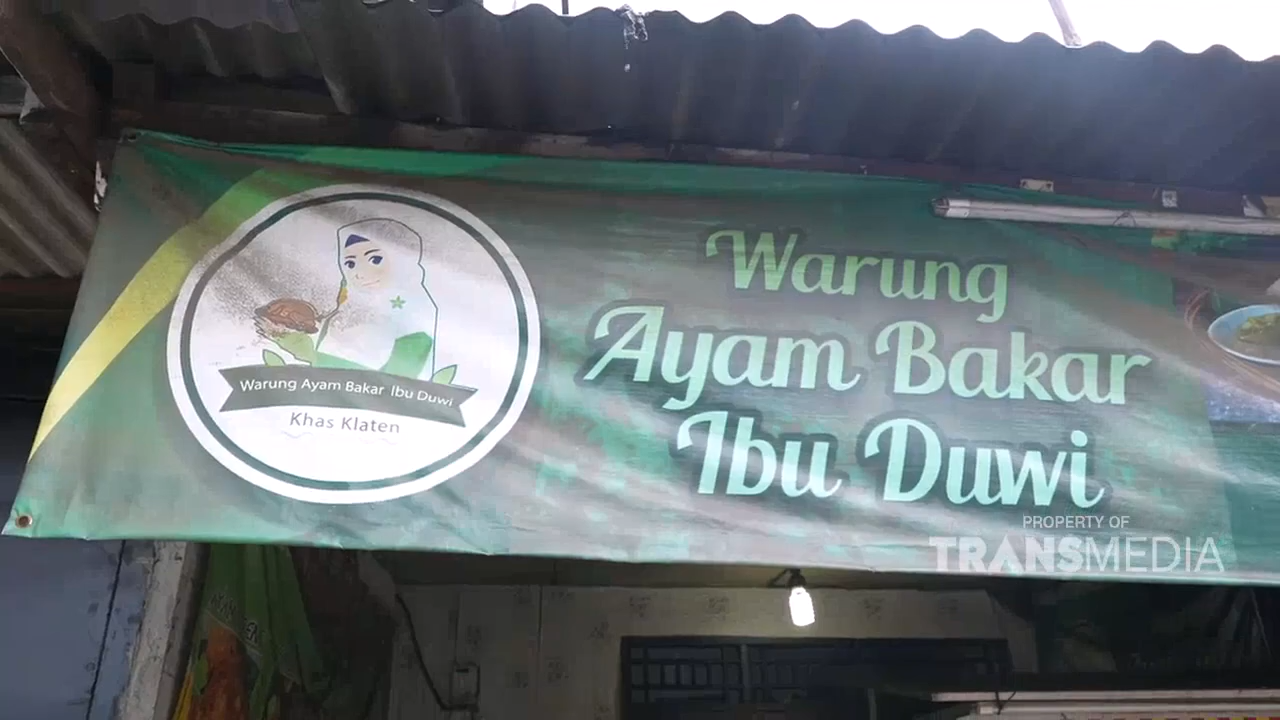 Warung
Ayam Bakar
Ibu Duwi
Warung Ayam Bakar Ibu Duwi
Khas Klaten
PROPERTY OF
TRANSMEDIA